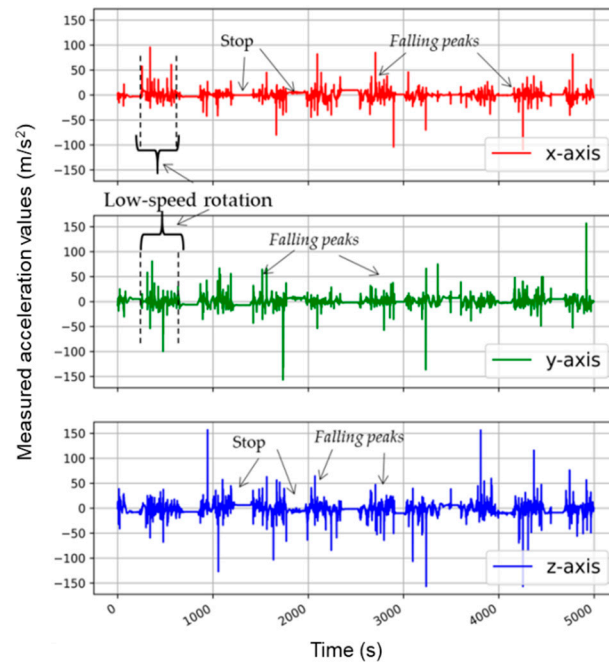 Measured acceleration values (m/s²)
150
100
50
0
−50
−100
−150
Stop
Falling peaks
x-axis
Low-speed rotation
150
100
50
0
−50
−100
−150
Falling peaks
y-axis
150
100
50
0
−50
−100
−150
Stop
Falling peaks
z-axis
0
1000
2000
3000
4000
5000
Time (s)